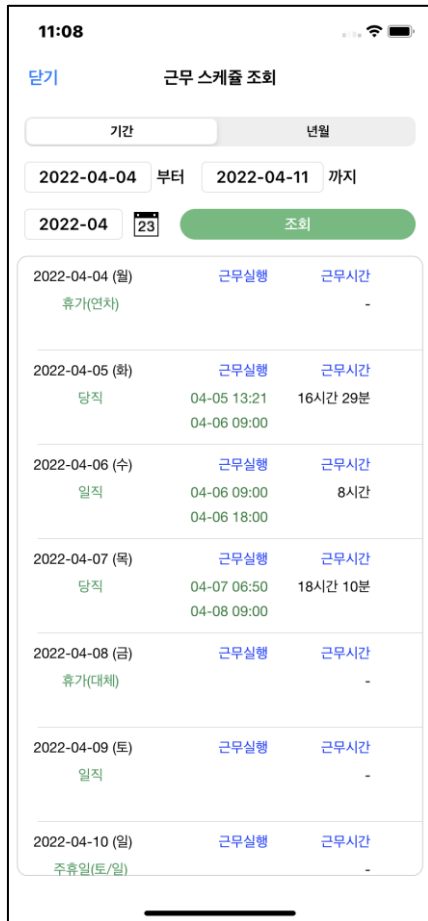 11:08
닫기 근무 스케쥴 조회
기간 년월
2022-04-04 부터 2022-04-11 까지
2022-04 23 조회
2022-04-04 (월) 근무실행 근무시간
휴가(연차) -
2022-04-05 (화) 근무실행 근무시간
당직 04-05 13:21 16시간 29분
04-06 09:00
2022-04-06 (수) 근무실행 근무시간
일직 04-06 09:00 8시간
04-06 18:00
2022-04-07 (목) 근무실행 근무시간
당직 04-07 06:50 18시간 10분
04-08 09:00
2022-04-08 (금) 근무실행 근무시간
휴가(대체) -
2022-04-09 (토) 근무실행 근무시간
일직 -
2022-04-10 (일) 근무실행 근무시간
주휴일(토/일) -